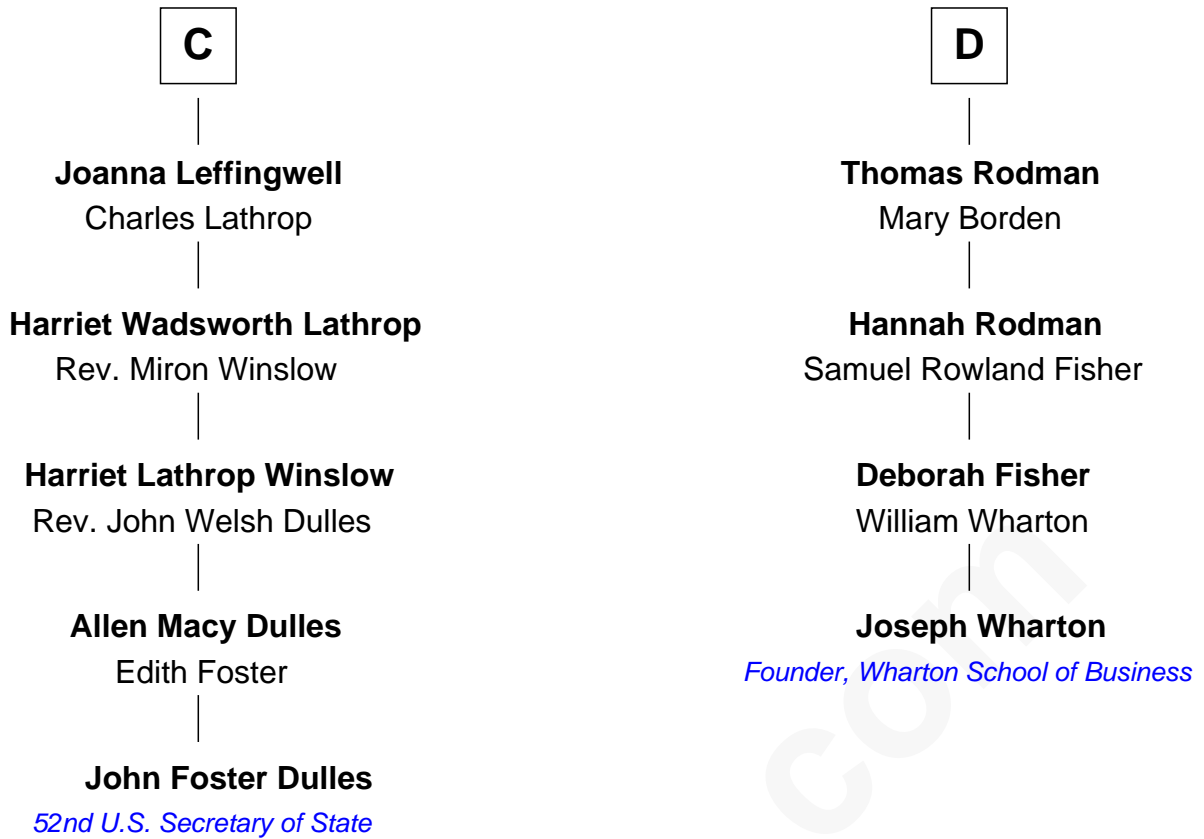 C
Joanna Leffingwell
Charles Lathrop
Harriet Wadsworth Lathrop
Rev. Miron Winslow
Harriet Lathrop Winslow
Rev. John Welsh Dulles
Allen Macy Dulles
Edith Foster
John Foster Dulles
52nd U.S. Secretary of State
D
Thomas Rodman
Mary Borden
Hannah Rodman
Samuel Rowland Fisher
Deborah Fisher
William Wharton
Joseph Wharton
Founder, Wharton School of Business
com